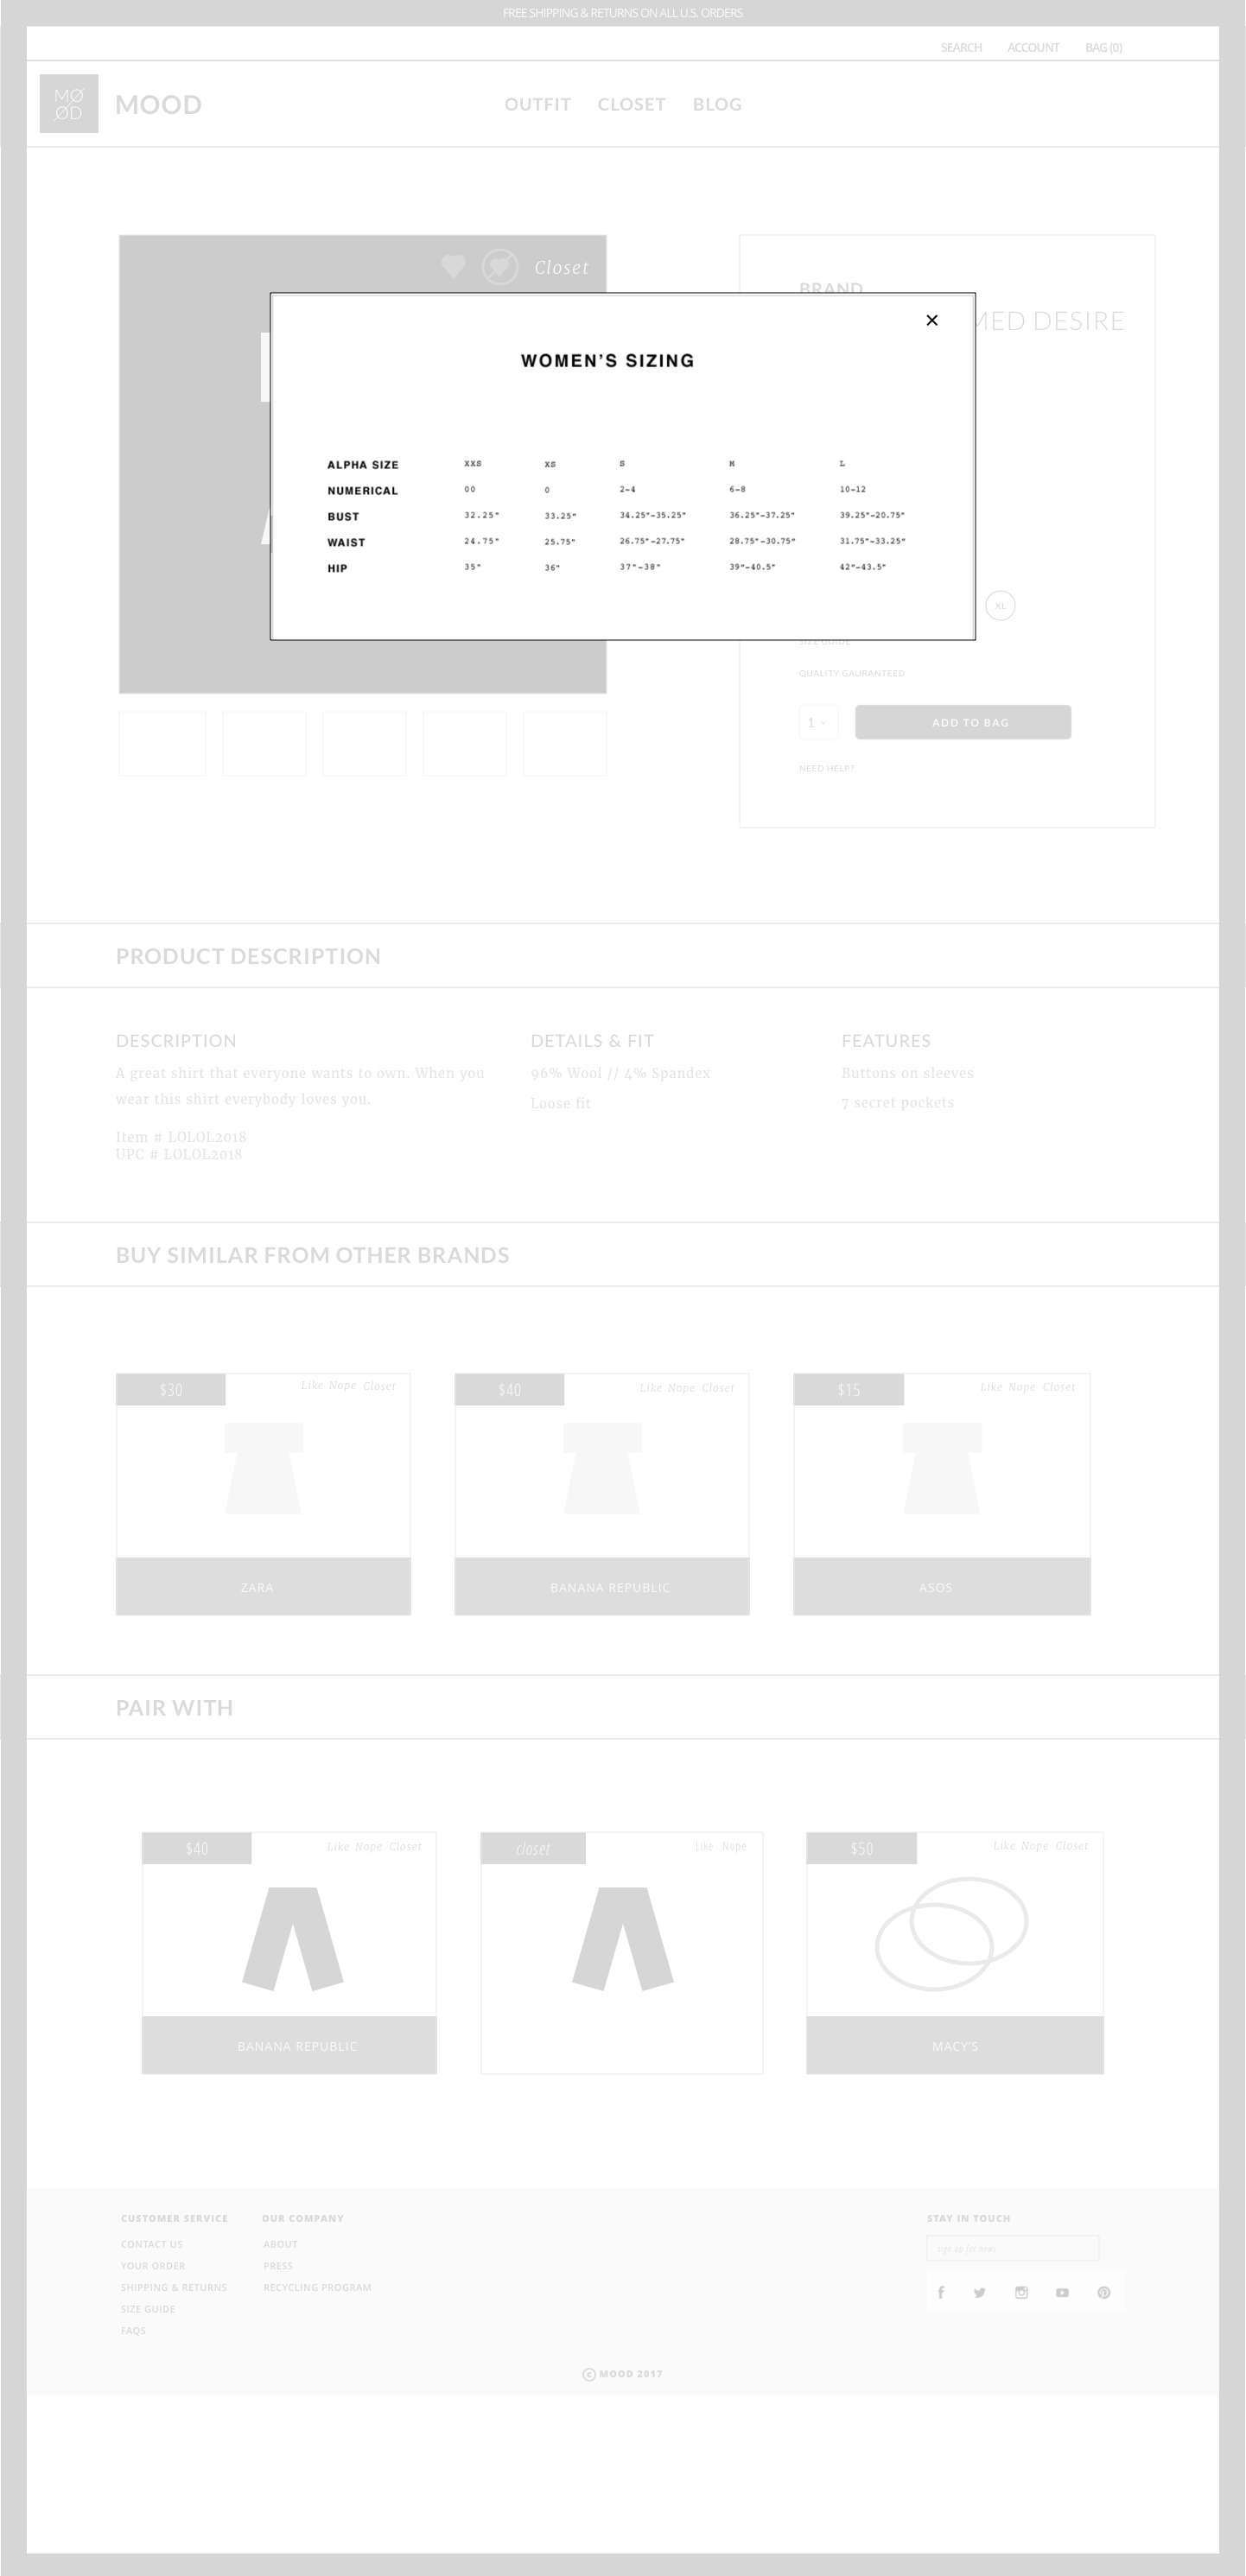 FREE SHIPPING & RETURNS ON ALL U.S. ORDERS
SEARCH ACCOUNT BAG (0)
MØ
ØD
MOOD
OUTFIT CLOSET BLOG
Closet
BRAND
MED DESIRE
×
WOMEN'S SIZING
ALPHA SIZE XXS XS S M L
NUMERICAL 00 0 2-4 6-8 10-12
BUST 32.25" 33.25" 34.25"-35.25" 36.25"-37.25" 39.25"-20.75"
WAIST 24.75" 25.75" 26.75"-27.75" 28.75"-30.75" 31.75"-33.25"
HIP 35" 36" 37"-38" 39"-40.5" 42"-43.5"
XL
SIZE GUIDE
QUALITY GAURANTEED
1 ADD TO BAG
NEED HELP?
PRODUCT DESCRIPTION
DESCRIPTION
A great shirt that everyone wants to own. When you
wear this shirt everybody loves you.
Item # LOLOL2018
UPC # LOLOL2018
DETAILS & FIT
96% Wool // 4% Spandex
Loose fit
FEATURES
Buttons on sleeves
7 secret pockets
BUY SIMILAR FROM OTHER BRANDS
$30 Like Nope Closet
ZARA
$40 Like Nope Closet
BANANA REPUBLIC
$15 Like Nope Closet
ASOS
PAIR WITH
$40 Like Nope Closet
BANANA REPUBLIC
closet Like Nope
$50 Like Nope Closet
MACY'S
CUSTOMER SERVICE
CONTACT US
YOUR ORDER
SHIPPING & RETURNS
SIZE GUIDE
FAQS
OUR COMPANY
ABOUT
PRESS
RECYCLING PROGRAM
STAY IN TOUCH
sign up for news
© MOOD 2017